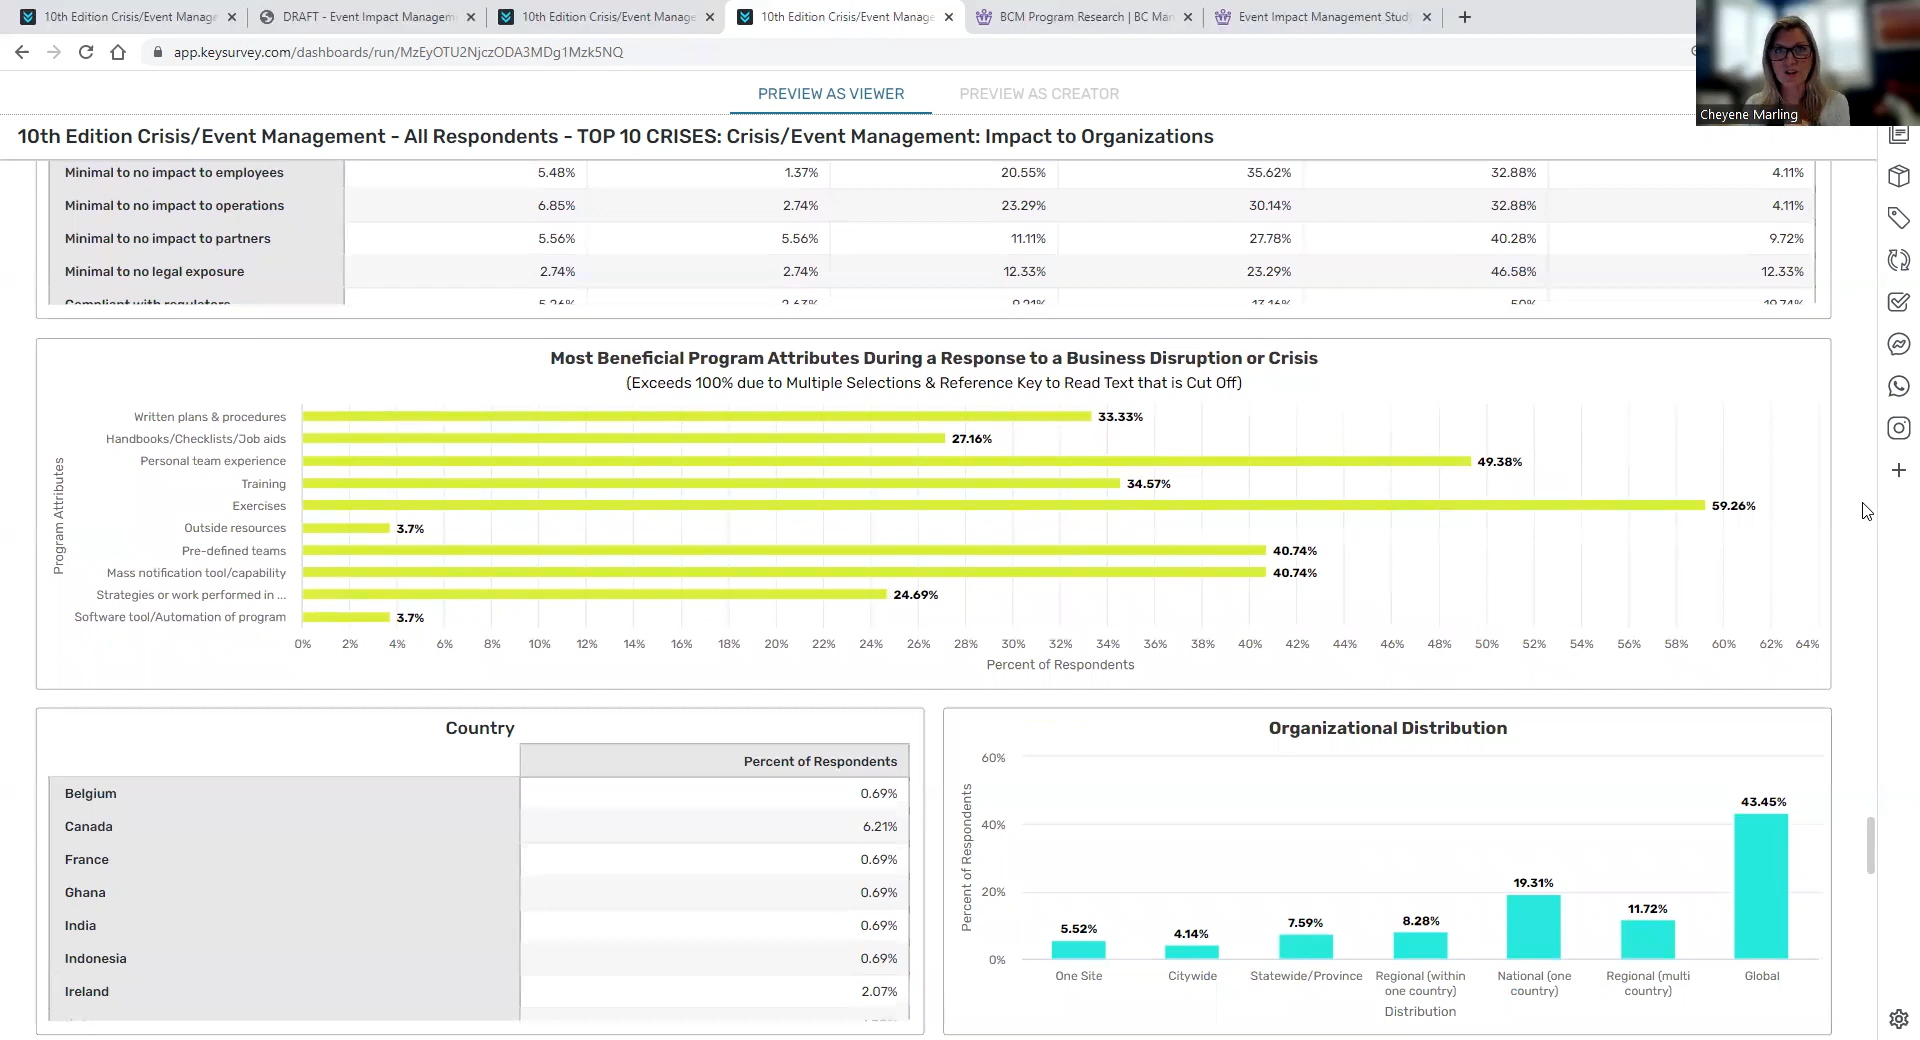 10th Edition Crisis/Event Manage
DRAFT - Event Impact Managem
10th Edition Crisis/Event Manage
10th Edition Crisis/Event Manage
BCM Program Research | BC Man
Event Impact Management Stud
app.keysurvey.com/dashboards/run/MzEyOTU2NjczODA3MDg1Mzk5NQ
PREVIEW AS VIEWER
PREVIEW AS CREATOR
Cheyene Marling
10th Edition Crisis/Event Management - All Respondents - TOP 10 CRISES: Crisis/Event Management: Impact to Organizations
Minimal to no impact to employees 5.48% 1.37% 20.55% 35.62% 32.88% 4.11%
Minimal to no impact to operations 6.85% 2.74% 23.29% 30.14% 32.88% 4.11%
Minimal to no impact to partners 5.56% 5.56% 11.11% 27.78% 40.28% 9.72%
Minimal to no legal exposure 2.74% 2.74% 12.33% 23.29% 46.58% 12.33%
Compliant with regulators 5.26% 2.63% 9.21% 13.16% 50% 19.74%
Most Beneficial Program Attributes During a Response to a Business Disruption or Crisis
(Exceeds 100% due to Multiple Selections & Reference Key to Read Text that is Cut Off)
Program Attributes
Written plans & procedures 33.33%
Handbooks/Checklists/Job aids 27.16%
Personal team experience 49.38%
Training 34.57%
Exercises 59.26%
Outside resources 3.7%
Pre-defined teams 40.74%
Mass notification tool/capability 40.74%
Strategies or work performed in ... 24.69%
Software tool/Automation of program 3.7%
0% 2% 4% 6% 8% 10% 12% 14% 16% 18% 20% 22% 24% 26% 28% 30% 32% 34% 36% 38% 40% 42% 44% 46% 48% 50% 52% 54% 56% 58% 60% 62% 64%
Percent of Respondents
Country
Percent of Respondents
Belgium 0.69%
Canada 6.21%
France 0.69%
Ghana 0.69%
India 0.69%
Indonesia 0.69%
Ireland 2.07%
Organizational Distribution
Percent of Respondents
60%
40%
20%
0%
5.52%
4.14%
7.59%
8.28%
19.31%
11.72%
43.45%
One Site
Citywide
Statewide/Province
Regional (within
one country)
National (one
country)
Regional (multi
country)
Global
Distribution